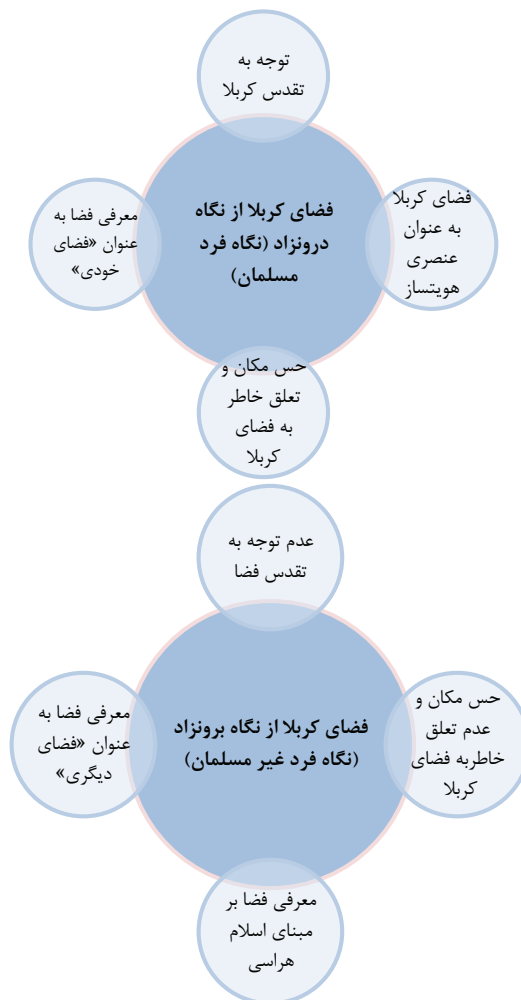 توجه به
تقدس کربلا
فضای کربلا از نگاه
درونزاد (نگاه فرد
مسلمان)
فضای کربلا
به عنوان
عنصری
هویتساز
حس مکان و
تعلق خاطر
به فضای
کربلا
معرفی فضا به
عنوان «فضای
خودی»
عدم توجه به
تقدس فضا
فضای کربلا از نگاه برونزاد
(نگاه فرد غیر مسلمان)
حس مکان و
عدم تعلق
خاطربه فضای
کربلا
معرفی فضا بر
مبنای اسلام
هراسی
معرفی فضا به
عنوان «فضای
دیگری»